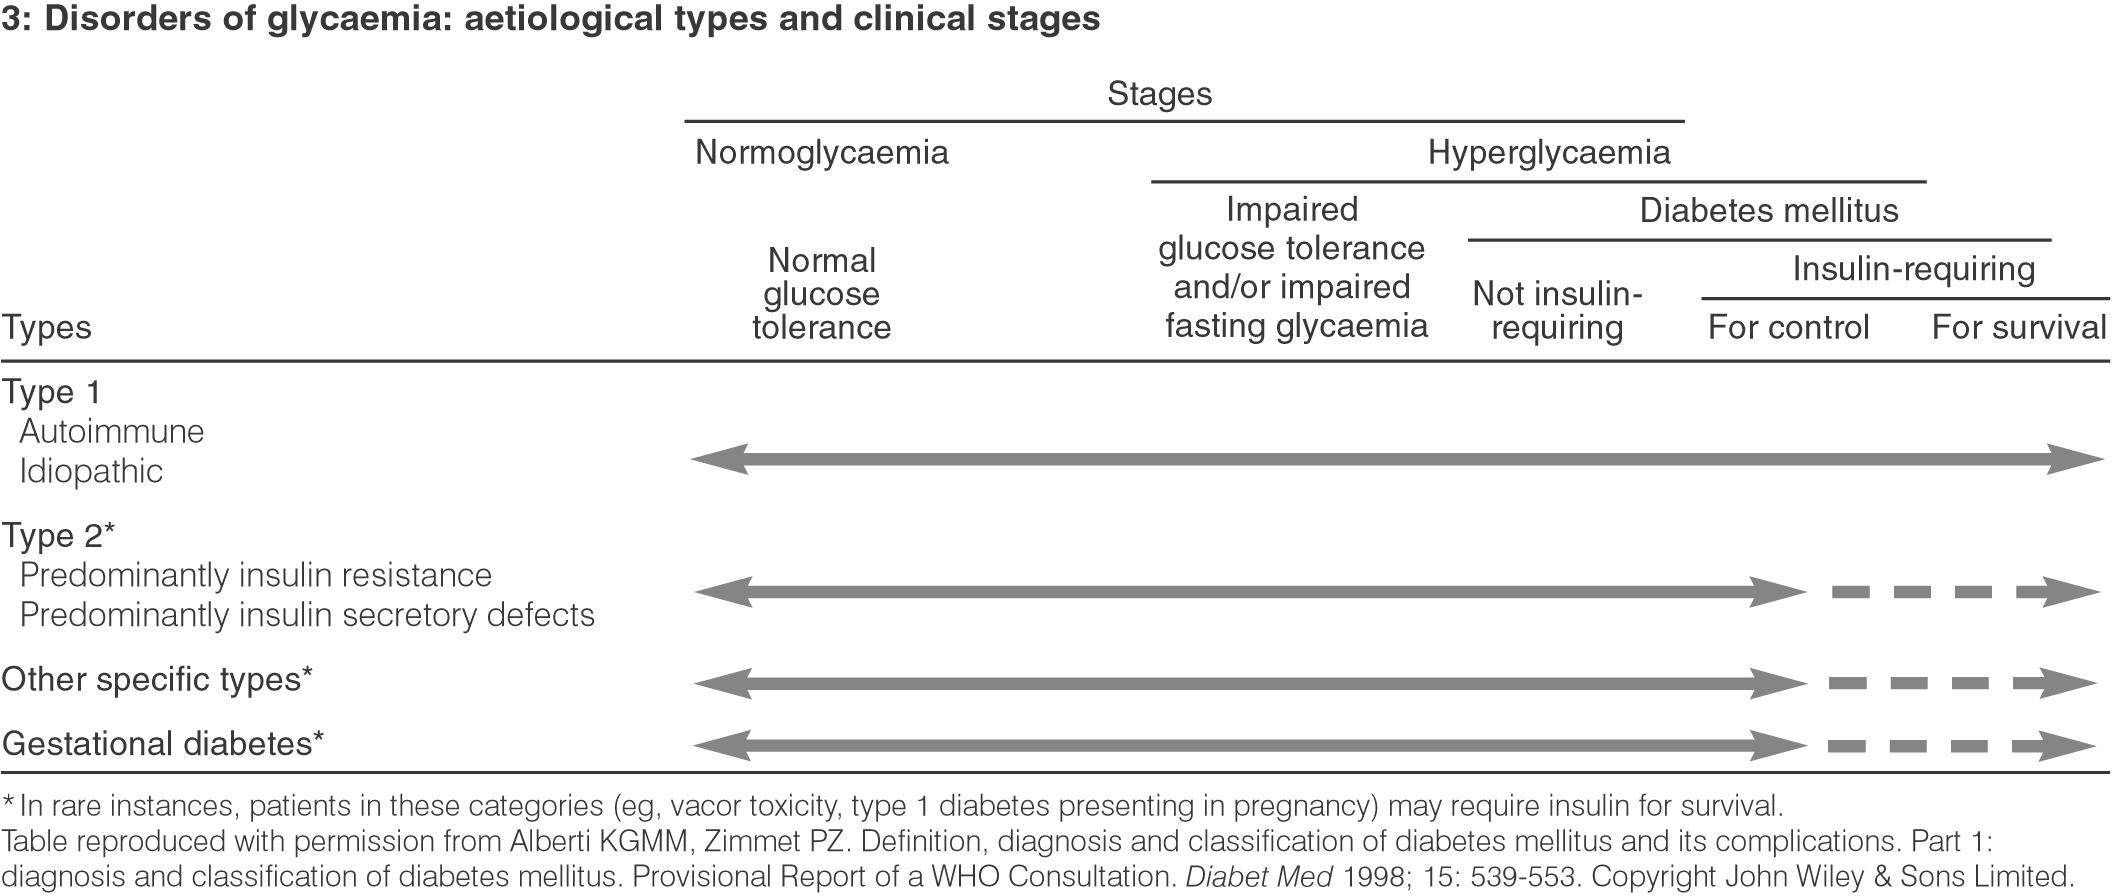 3: Disorders of glycaemia: aetiological types and clinical stages
Stages
Normoglycaemia
Hyperglycaemia
Normal
glucose
tolerance
Impaired
glucose tolerance
and/or impaired
fasting glycaemia
Diabetes mellitus
Not insulin-
requiring
Insulin-requiring
For control
For survival
Types
Type 1
Autoimmune
Idiopathic
Type 2*
Predominantly insulin resistance
Predominantly insulin secretory defects
Other specific types*
Gestational diabetes*
* In rare instances, patients in these categories (eg, vacor toxicity, type 1 diabetes presenting in pregnancy) may require insulin for survival.
Table reproduced with permission from Alberti KGMM, Zimmet PZ. Definition, diagnosis and classification of diabetes mellitus and its complications. Part 1:
diagnosis and classification of diabetes mellitus. Provisional Report of a WHO Consultation. Diabet Med 1998; 15: 539-553. Copyright John Wiley & Sons Limited.